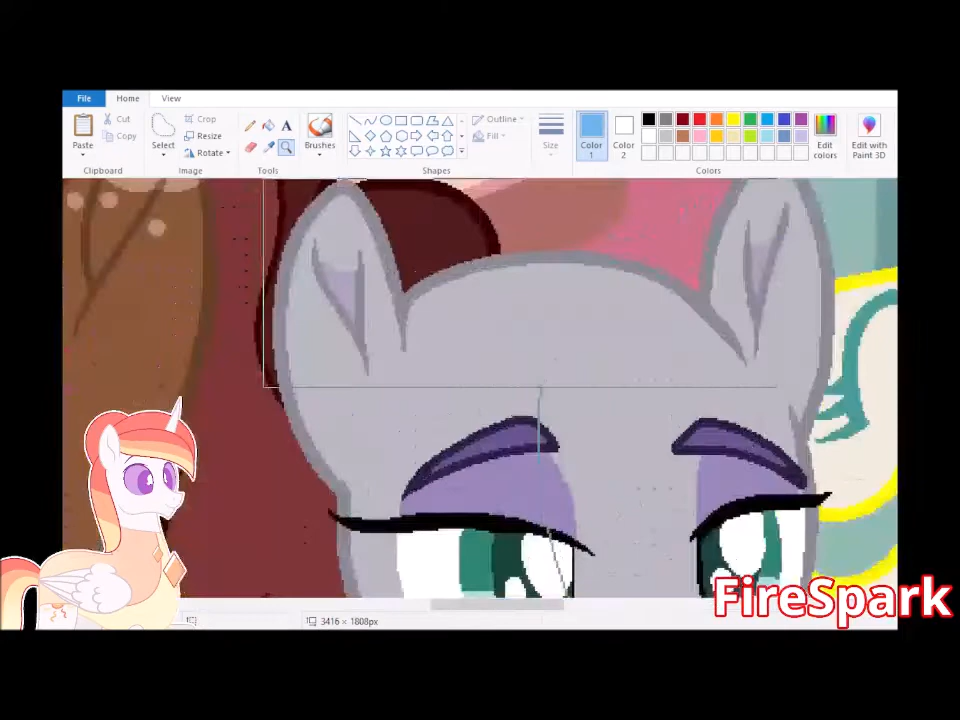 File Home View
Cut
Crop
Outline
Copy
Resize
Fill
Paste
Select
Rotate
Brushes
Size
Color 1
Color 2
Edit colors
Edit with Paint 3D
Clipboard Image Tools Shapes Colors
FireSpark
3416 × 1808px